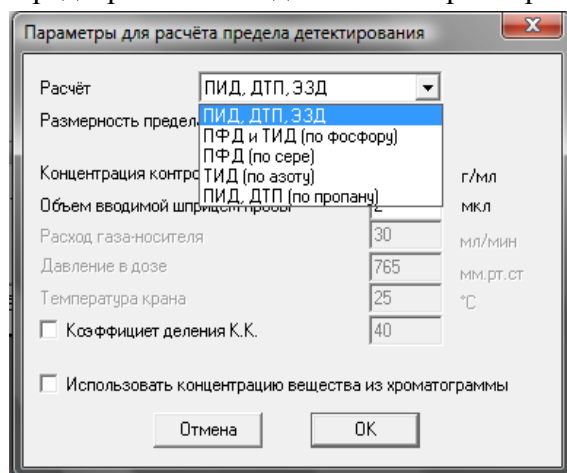 Параметры для расчёта предела детектирования
Расчёт ПИД, ДТП, ЭЗД
Размерность предел ПИД, ДТП, ЭЗД
ПФД и ТИД (по фосфору)
ПФД (по сере)
Концентрация контр ТИД (по азоту) г/мл
ПИД, ДТП (по пропану)
Объем вводимой шприцем пробы 2 мкл
Расход газа-носителя 30 мл/мин
Давление в дозе 765 мм.рт.ст
Температура крана 25 °C
Коэффициет деления К.К. 40
Использовать концентрацию вещества из хроматограммы
Отмена OK